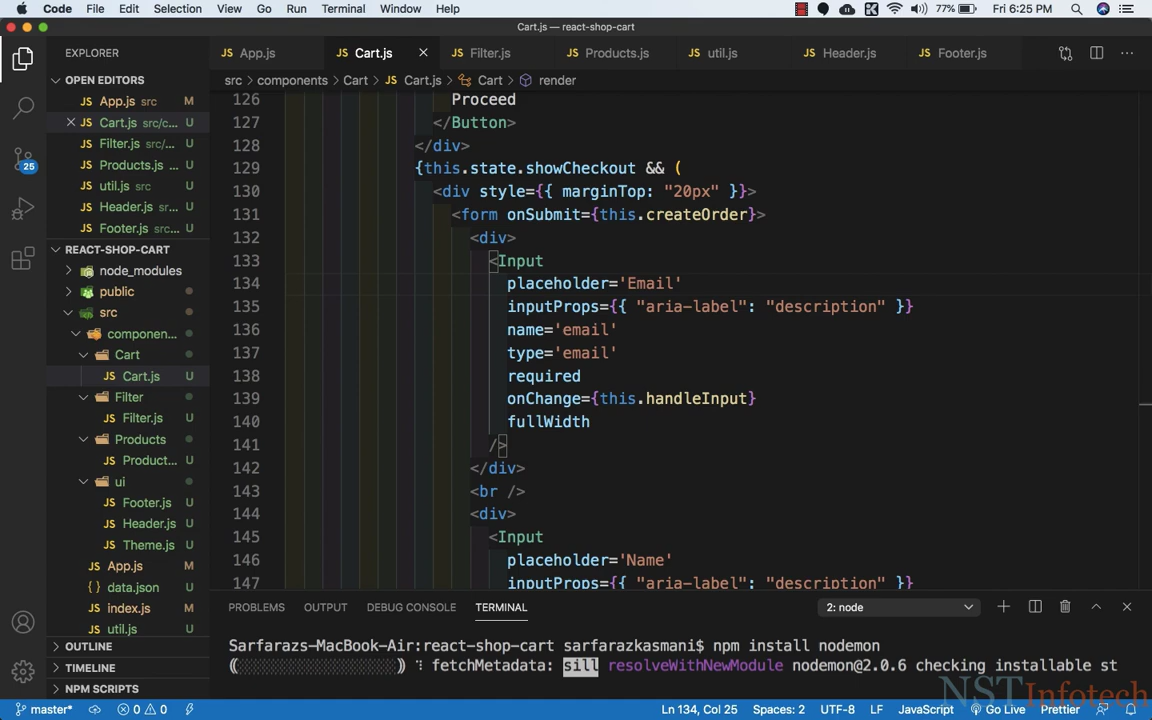 Code File Edit Selection View Go Run Terminal Window Help 77% Fri 6:25 PM
Cart.js — react-shop-cart
EXPLORER
App.js Cart.js Filter.js Products.js util.js Header.js Footer.js
src components Cart Cart.js Cart render
OPEN EDITORS
App.js src M
Cart.js src/c... U
Filter.js src/... U
Products.js ... U
util.js src U
Header.js sr... U
Footer.js src... U
REACT-SHOP-CART
node_modules
public
src
componen...
Cart
Cart.js U
Filter
Filter.js U
Products
Product... U
ui
Footer.js U
Header.js U
Theme.js U
App.js M
data.json U
index.js M
util.js U
OUTLINE
TIMELINE
NPM SCRIPTS
25
126 Proceed
127 </Button>
128 </div>
129 {this.state.showCheckout && (
130 <div style={{ marginTop: "20px" }}>
131 <form onSubmit={this.createOrder}>
132 <div>
133 <Input
134 placeholder='Email'
135 inputProps={{ "aria-label": "description" }}
136 name='email'
137 type='email'
138 required
139 onChange={this.handleInput}
140 fullWidth
141 />
142 </div>
143 <br />
144 <div>
145 <Input
146 placeholder='Name'
147 inputProps={{ "aria-label": "description" }}
PROBLEMS OUTPUT DEBUG CONSOLE TERMINAL 2: node
Sarfarazs-MacBook-Air:react-shop-cart sarfarazkasmani$ npm install nodemon
fetchMetadata: sill resolveWithNewModule nodemon@2.0.6 checking installable st
NSTInfotech
master* 0 0 Ln 134, Col 25 Spaces: 2 UTF-8 LF JavaScript Go Live Prettier